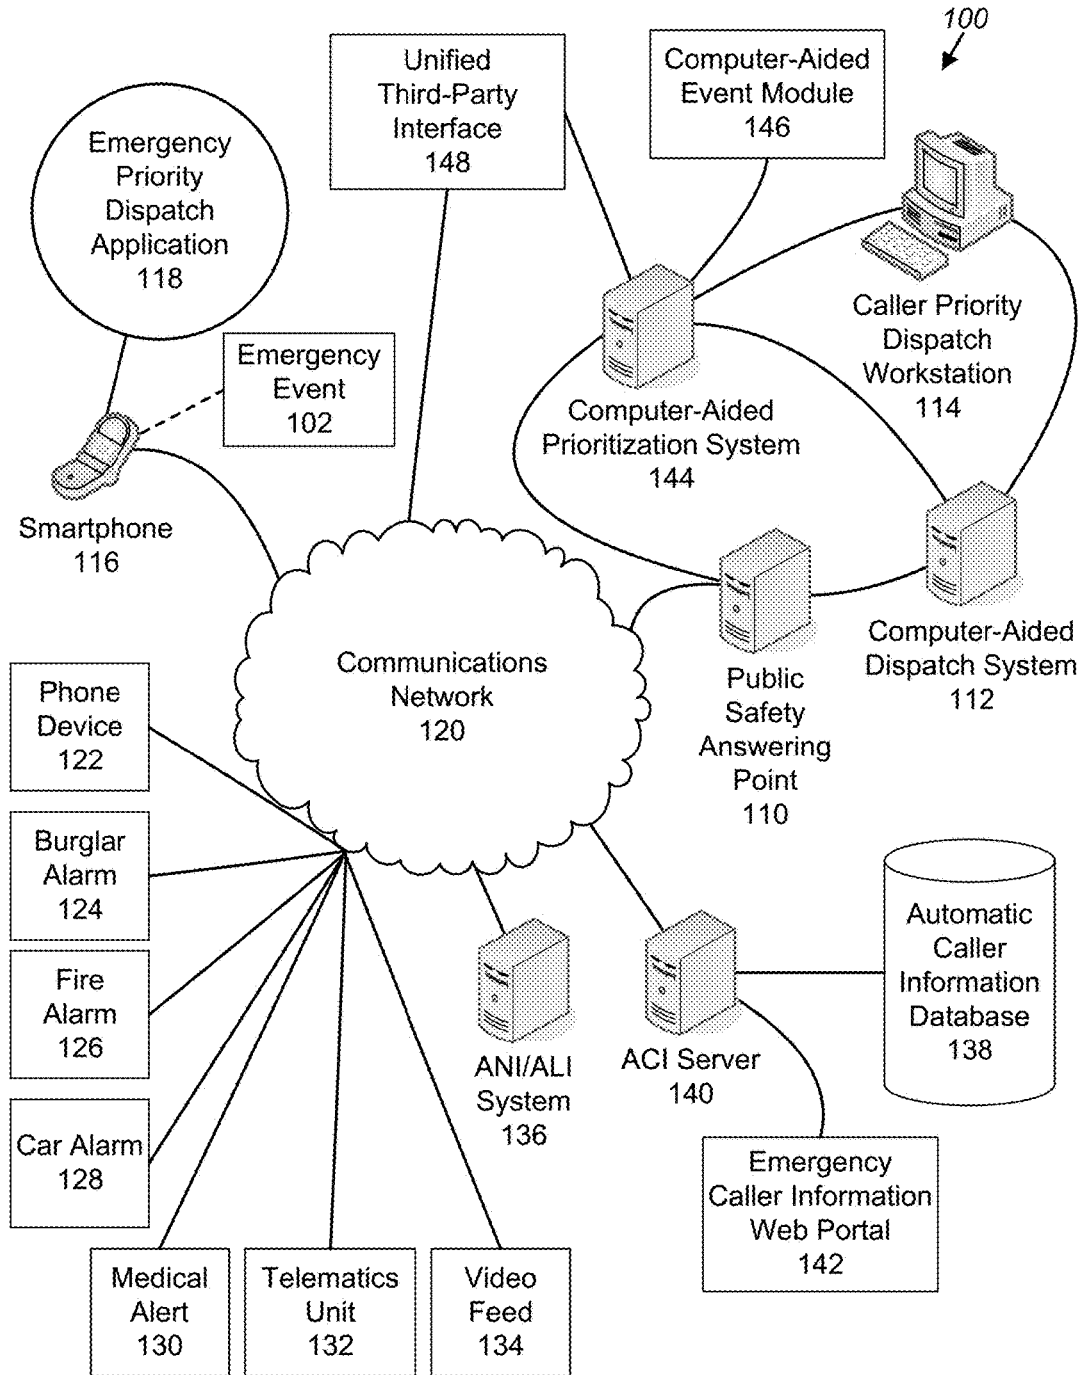 100
Unified
Third-Party
Interface
148
Computer-Aided
Event Module
146
Emergency
Priority
Dispatch
Application
118
Emergency
Event
102
Caller Priority
Dispatch
Workstation
114
Computer-Aided
Prioritization System
144
Smartphone
116
Communications
Network
120
Public
Safety
Answering
Point
110
Computer-Aided
Dispatch System
112
Phone
Device
122
Burglar
Alarm
124
Fire
Alarm
126
Car Alarm
128
Medical
Alert
130
Telematics
Unit
132
Video
Feed
134
ANI/ALI
System
136
ACI Server
140
Automatic
Caller
Information
Database
138
Emergency
Caller Information
Web Portal
142